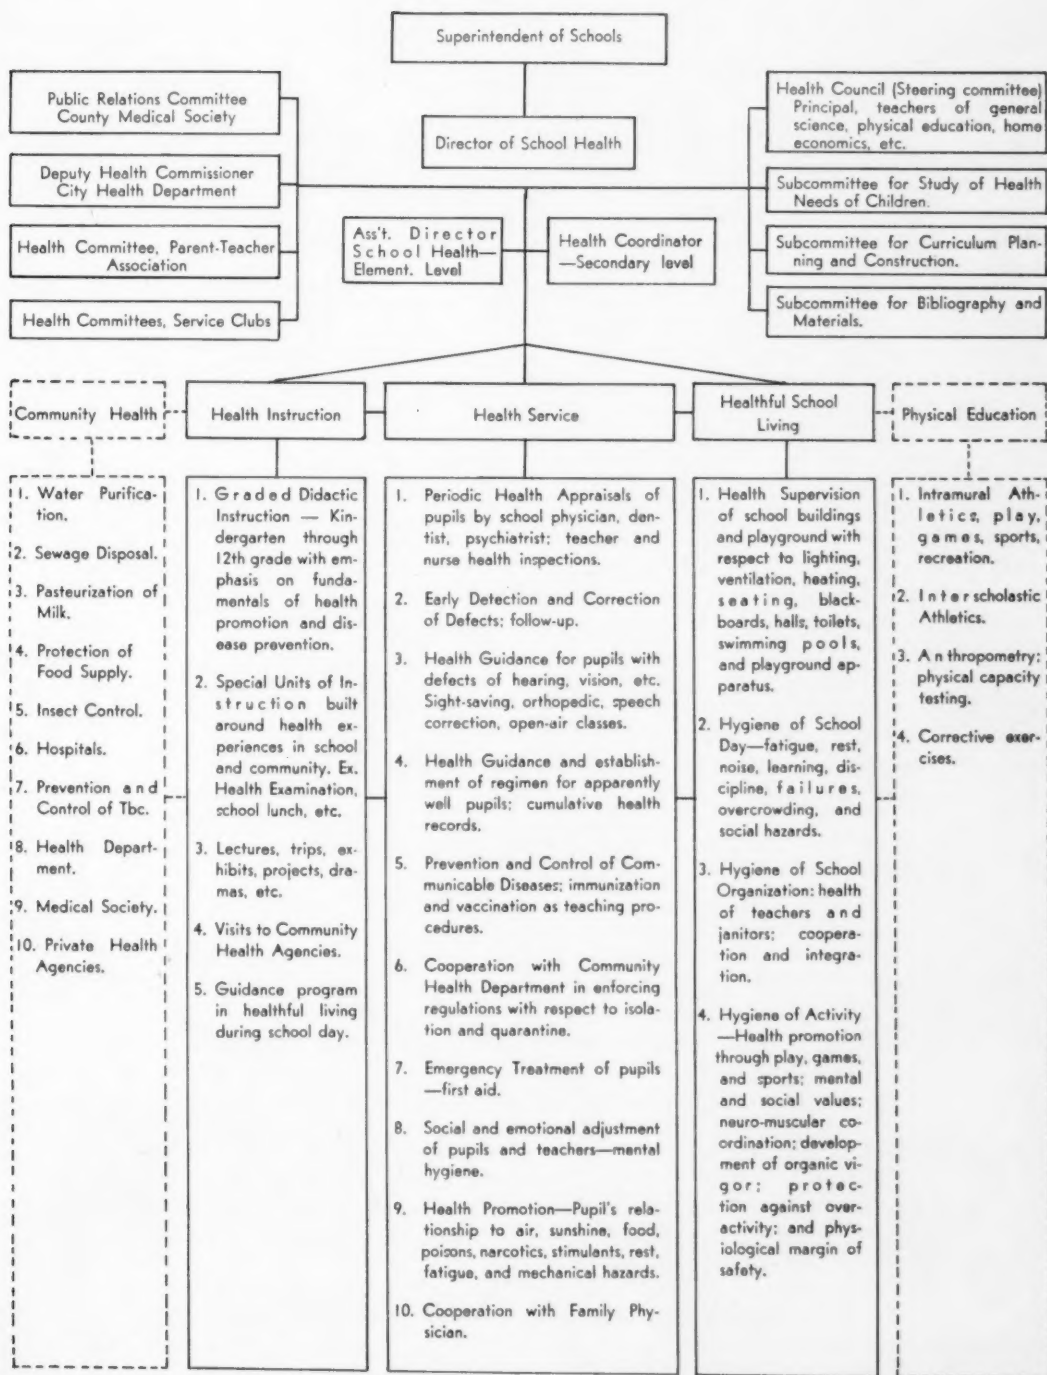 Superintendent of Schools
Public Relations Committee
County Medical Society
Director of School Health
Health Council (Steering committee)
Principal, teachers of general
science, physical education, home
economics, etc.
Deputy Health Commissioner
City Health Department
Subcommittee for Study of Health
Needs of Children.
Health Committee, Parent-Teacher
Association
Ass't. Director
School Health—
Element. Level
Health Coordinator
—Secondary level
Subcommittee for Curriculum Plan-
ning and Construction.
Health Committees, Service Clubs
Subcommittee for Bibliography and
Materials.
Community Health
Health Instruction
Health Service
Healthful School
Living
Physical Education
1. Water Purifica-
tion.
2. Sewage Disposal.
3. Pasteurization of
Milk.
4. Protection of
Food Supply.
5. Insect Control.
6. Hospitals.
7. Prevention and
Control of Tbc.
8. Health Depart-
ment.
9. Medical Society.
10. Private Health
Agencies.
1. Graded Didactic
Instruction — Kin-
dergarten through
12th grade with em-
phasis on funda-
mentals of health
promotion and dis-
ease prevention.
2. Special Units of In-
struction built
around health ex-
periences in school
and community. Ex.
Health Examination,
school lunch, etc.
3. Lectures, trips, ex-
hibits, projects, dra-
mas, etc.
4. Visits to Community
Health Agencies.
5. Guidance program
in healthful living
during school day.
1. Periodic Health Appraisals of
pupils by school physician, den-
tist, psychiatrist; teacher and
nurse health inspections.
2. Early Detection and Correction
of Defects; follow-up.
3. Health Guidance for pupils with
defects of hearing, vision, etc.
Sight-saving, orthopedic, speech
correction, open-air classes.
4. Health Guidance and establish-
ment of regimen for apparently
well pupils; cumulative health
records.
5. Prevention and Control of Com-
municable Diseases; immunization
and vaccination as teaching pro-
cedures.
6. Cooperation with Community
Health Department in enforcing
regulations with respect to isola-
tion and quarantine.
7. Emergency Treatment of pupils
—first aid.
8. Social and emotional adjustment
of pupils and teachers—mental
hygiene.
9. Health Promotion—Pupil's rela-
tionship to air, sunshine, food,
poisons, narcotics, stimulants, rest,
fatigue, and mechanical hazards.
10. Cooperation with Family Phy-
sician.
1. Health Supervision
of school buildings
and playground with
respect to lighting,
ventilation, heating,
seating, black-
boards, halls, toilets,
swimming pools,
and playground ap-
paratus.
2. Hygiene of School
Day—fatigue, rest,
noise, learning, dis-
cipline, failures,
overcrowding, and
social hazards.
3. Hygiene of School
Organization: health
of teachers and
janitors; coopera-
tion and integra-
tion.
4. Hygiene of Activity
—Health promotion
through play, games,
and sports; mental
and social values;
neuro-muscular co-
ordination; develop-
ment of organic vi-
gor; protec-
tion against over-
activity; and phys-
iological margin of
safety.
1. Intramural Ath-
letics, play,
games, sports,
recreation.
2. Interscholastic
Athletics.
3. Anthropometry;
physical capacity
testing.
4. Corrective exer-
cises.